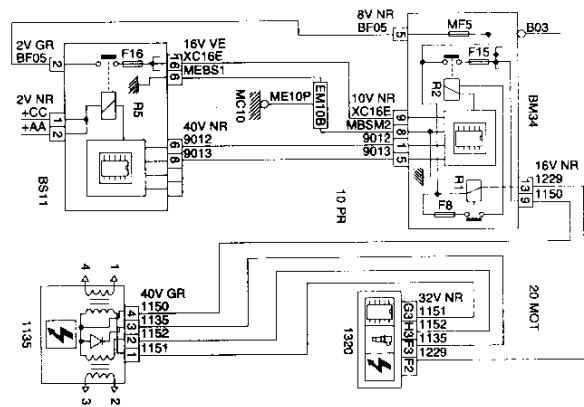 8V NR
BF05 5 MF5 B03
2V GR
BF05 2 F16
16V VE
XC16E 16
MEBS1 6
F15
R2
2V NR
+CC 1
+AA 2
R5
MC10 ME10P EM10B
10V NR
XC16E 9
MBSM2 8
9012 1
9013 5
BM34
40V NR
9012 6
9013 8
BS11
16V NR
1229 13
1150 9
R1
F8
10 PR
4 1
40V GR
1150 4
1135 3
1152 2
1151 1
1135
3 2
20 MOT
32V NR
G3 1151
H3 1152
F3 1135
F2 1229
1320